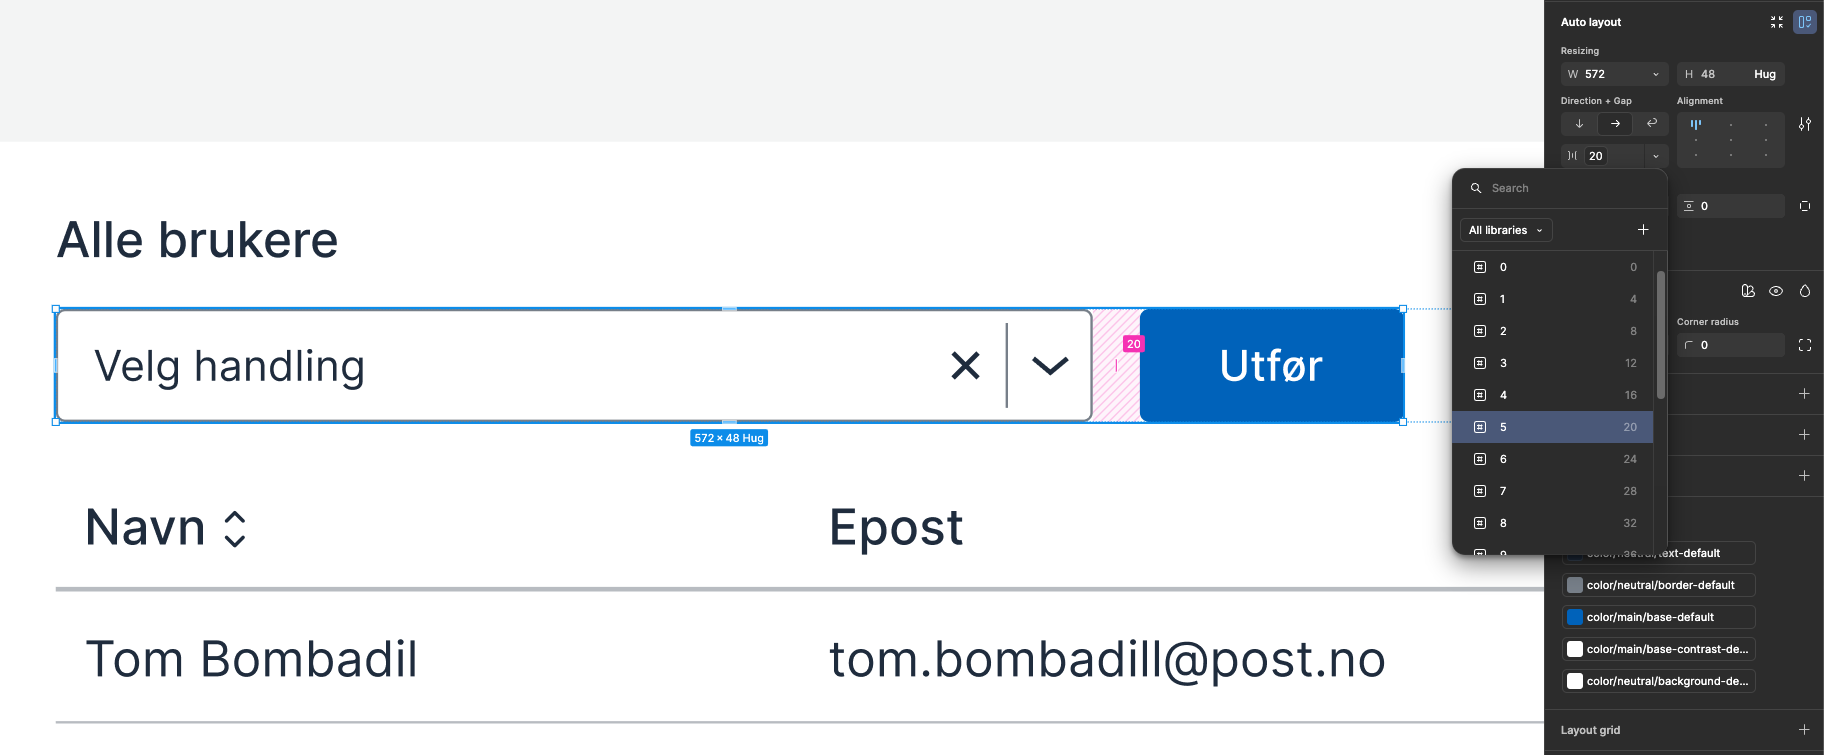 Auto layout
Resizing
W 572
H 48 Hug
Direction + Gap
Alignment
20
Search
0
All libraries
0 0
1 4
2 8
3 12
4 16
5 20
6 24
7 28
8 32
9 36
Corner radius
0
color/neutral/text-default
color/neutral/border-default
color/main/base-default
color/main/base-contrast-de...
color/neutral/background-de...
Layout grid
Alle brukere
Velg handling
20
Utfør
572 × 48 Hug
Navn
Epost
Tom Bombadil
tom.bombadill@post.no